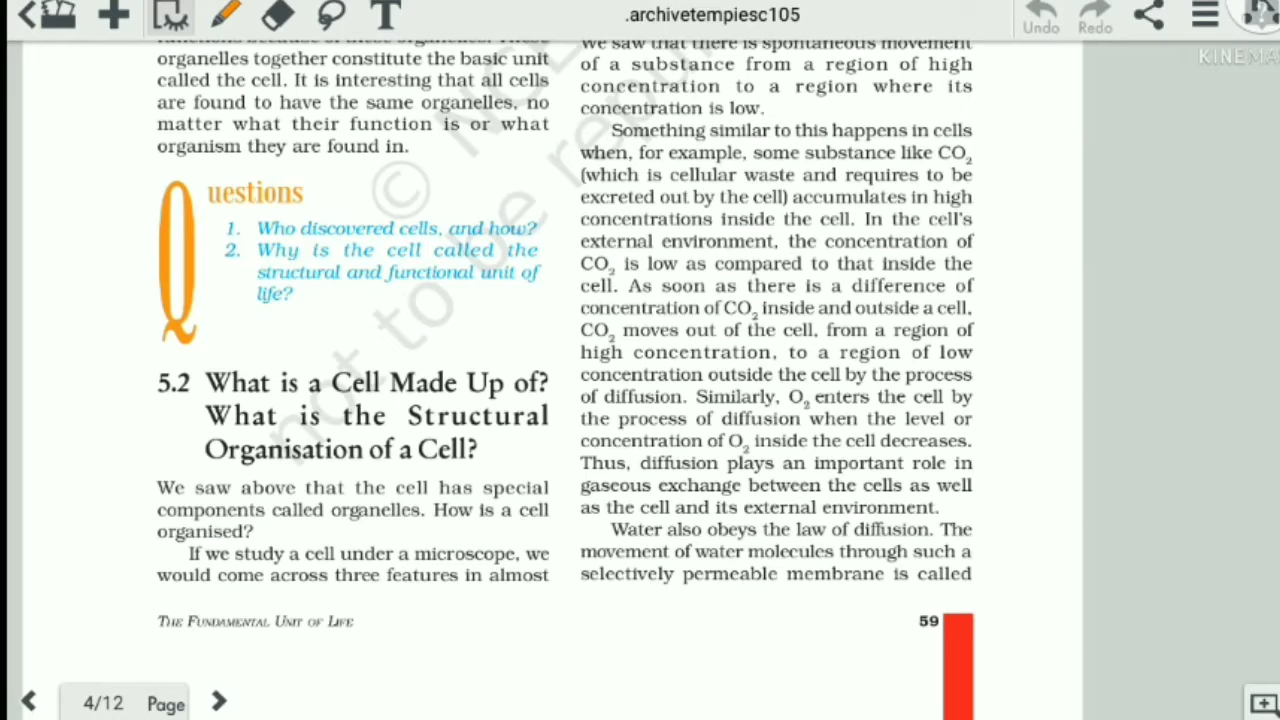 .archivetempiesc105
Undo
Redo
KINEMA
organelles together constitute the basic unit
called the cell. It is interesting that all cells
are found to have the same organelles, no
matter what their function is or what
organism they are found in.
Questions
1. Who discovered cells, and how?
2. Why is the cell called the
structural and functional unit of
life?
5.2 What is a Cell Made Up of?
What is the Structural
Organisation of a Cell?
We saw above that the cell has special
components called organelles. How is a cell
organised?
If we study a cell under a microscope, we
would come across three features in almost
We saw that there is spontaneous movement
of a substance from a region of high
concentration to a region where its
concentration is low.
Something similar to this happens in cells
when, for example, some substance like CO₂
(which is cellular waste and requires to be
excreted out by the cell) accumulates in high
concentrations inside the cell. In the cell's
external environment, the concentration of
CO₂ is low as compared to that inside the
cell. As soon as there is a difference of
concentration of CO₂ inside and outside a cell,
CO₂ moves out of the cell, from a region of
high concentration, to a region of low
concentration outside the cell by the process
of diffusion. Similarly, O₂ enters the cell by
the process of diffusion when the level or
concentration of O₂ inside the cell decreases.
Thus, diffusion plays an important role in
gaseous exchange between the cells as well
as the cell and its external environment.
Water also obeys the law of diffusion. The
movement of water molecules through such a
selectively permeable membrane is called
© NCE
not to be repu
THE FUNDAMENTAL UNIT OF LIFE
59
4/12 Page